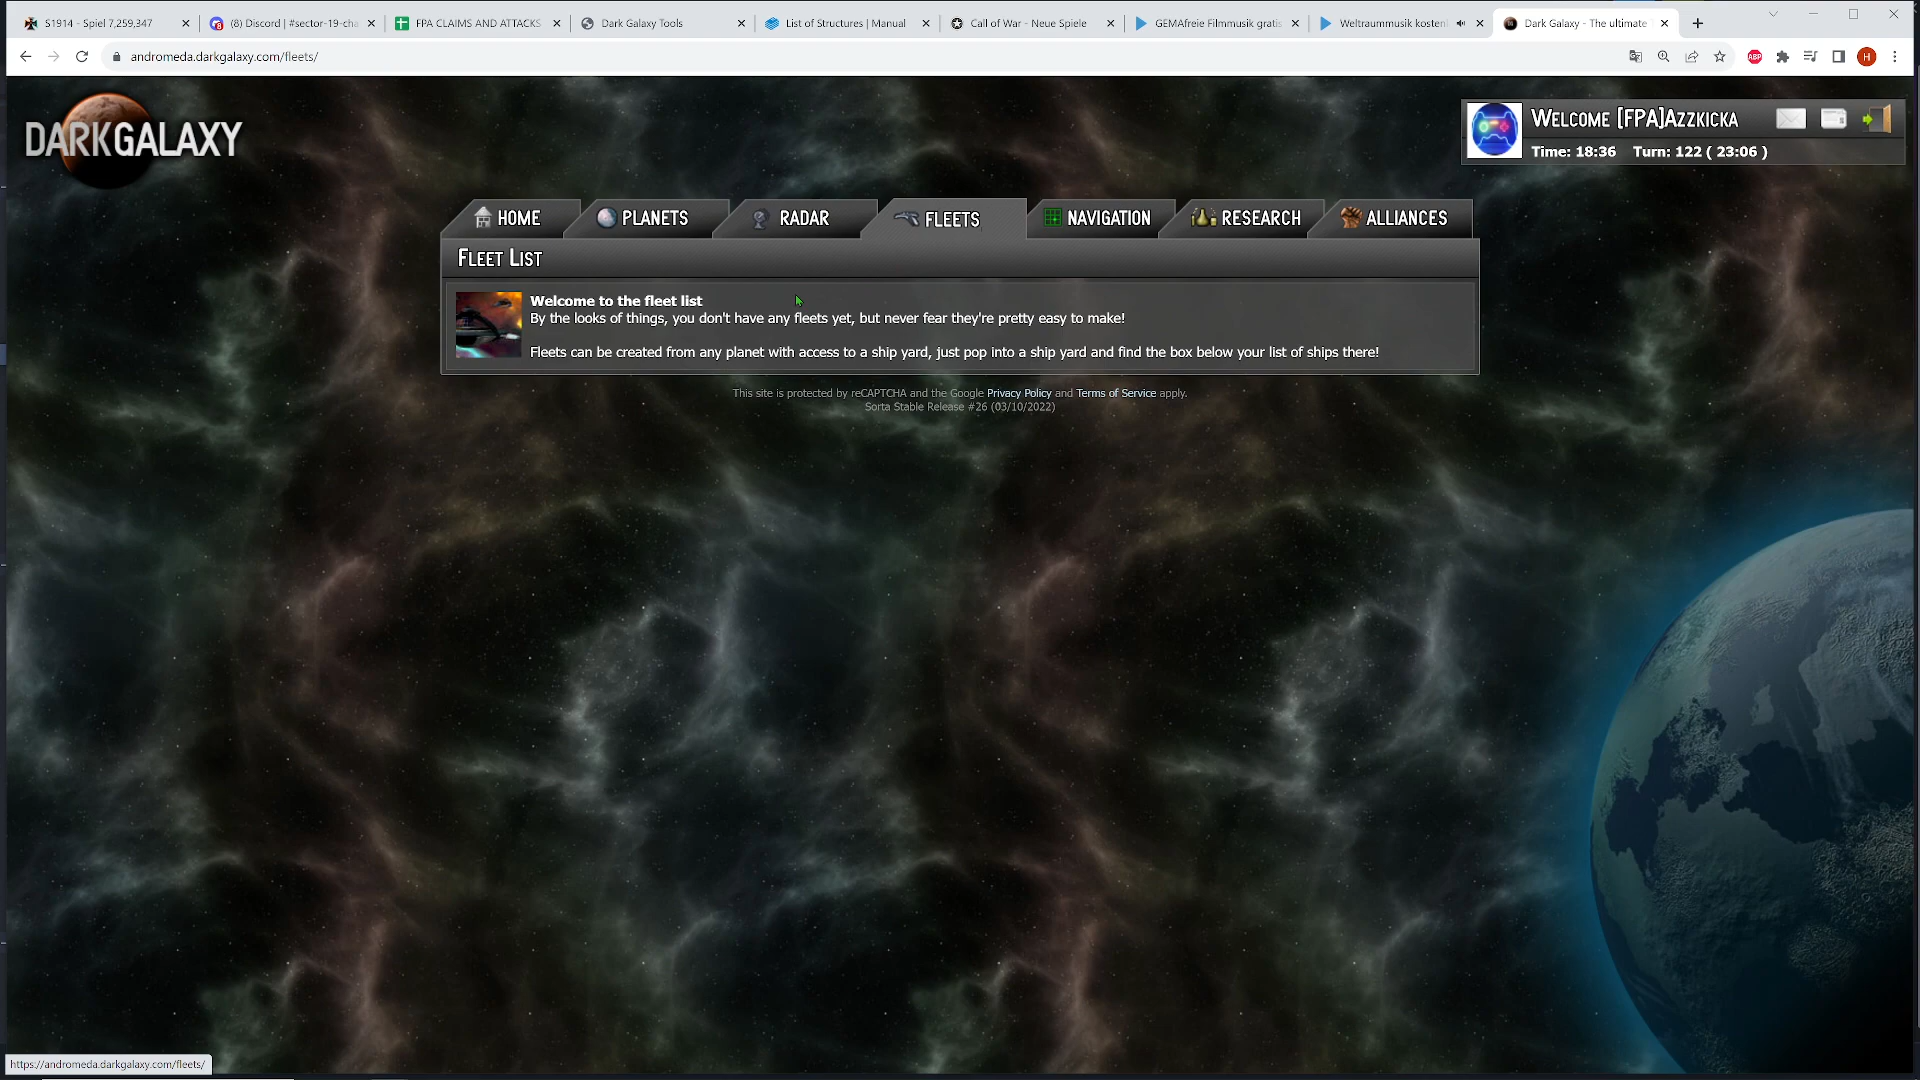 S1914 - Spiel 7,259,347
(8) Discord | #sector-19-cha
FPA CLAIMS AND ATTACKS
Dark Galaxy Tools
List of Structures | Manual
Call of War - Neue Spiele
GEMAfreie Filmmusik gratis
Weltraummusik kostenl
Dark Galaxy - The ultimate
andromeda.darkgalaxy.com/fleets/
ABP
H
DARKGALAXY
WELCOME [FPA]AZZKICKA
Time: 18:36 Turn: 122 ( 23:06 )
HOME
PLANETS
RADAR
FLEETS
NAVIGATION
RESEARCH
ALLIANCES
FLEET LIST
Welcome to the fleet list
By the looks of things, you don't have any fleets yet, but never fear they're pretty easy to make!
Fleets can be created from any planet with access to a ship yard, just pop into a ship yard and find the box below your list of ships there!
This site is protected by reCAPTCHA and the Google Privacy Policy and Terms of Service apply.
Sorta Stable Release #26 (03/10/2022)
https://andromeda.darkgalaxy.com/fleets/